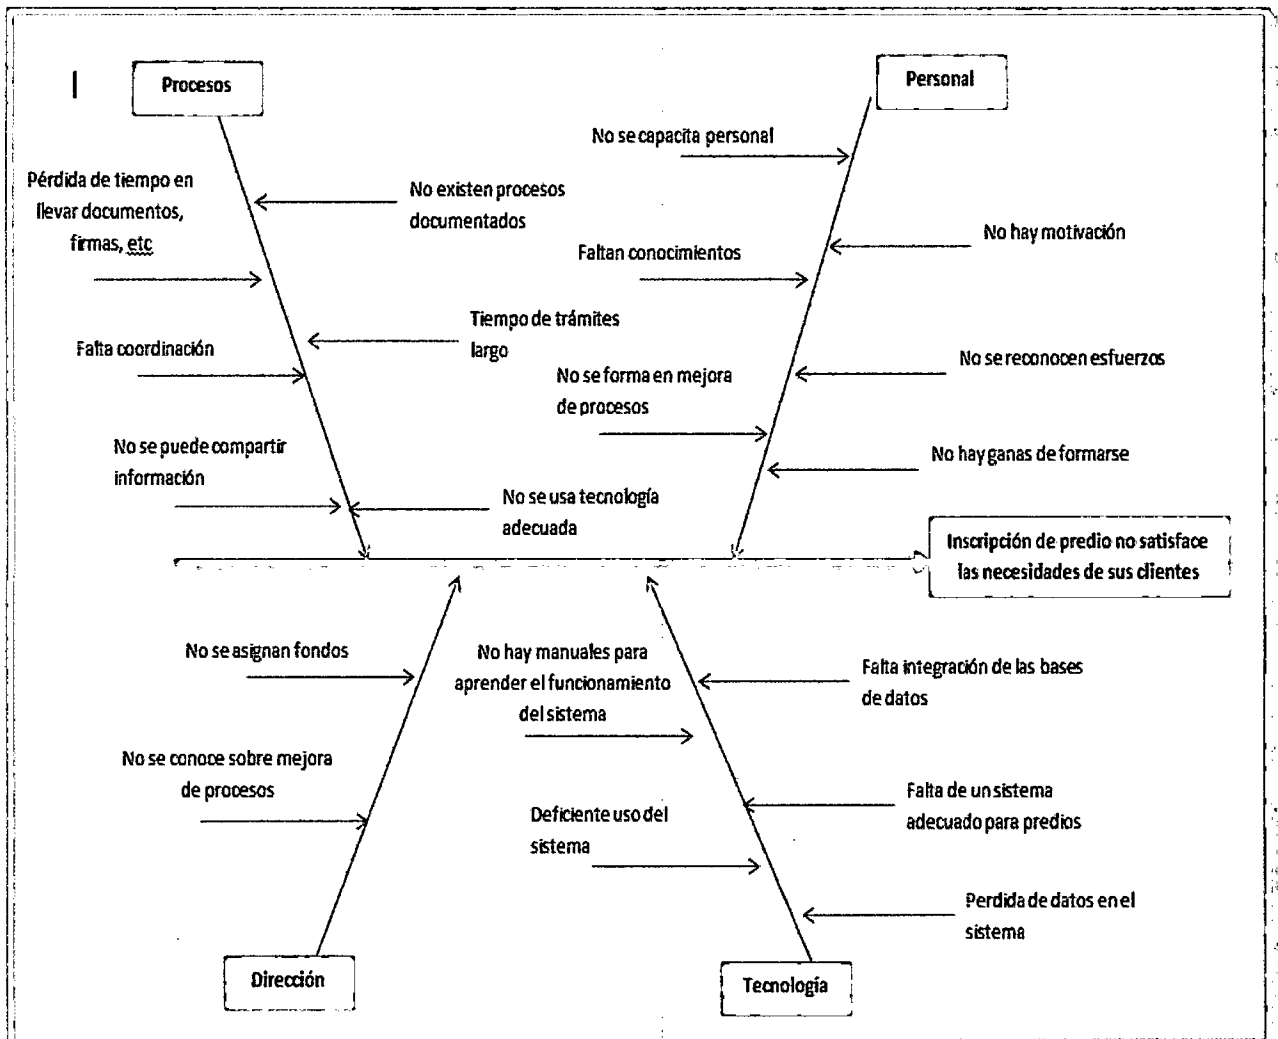 Procesos
Personal
No se capacita personal
Pérdida de tiempo en
llevar documentos,
firmas, etc
No existen procesos
documentados
No hay motivación
Faltan conocimientos
Tiempo de trámites
largo
Falta coordinación
No se reconocen esfuerzos
No se forma en mejora
de procesos
No se puede compartir
información
No hay ganas de formarse
No se usa tecnología
adecuada
Inscripción de predio no satisface
las necesidades de sus clientes
No se asignan fondos
No hay manuales para
aprender el funcionamiento
del sistema
Falta integración de las bases
de datos
No se conoce sobre mejora
de procesos
Deficiente uso del
sistema
Falta de un sistema
adecuado para predios
Perdida de datos en el
sistema
Dirección
Tecnología